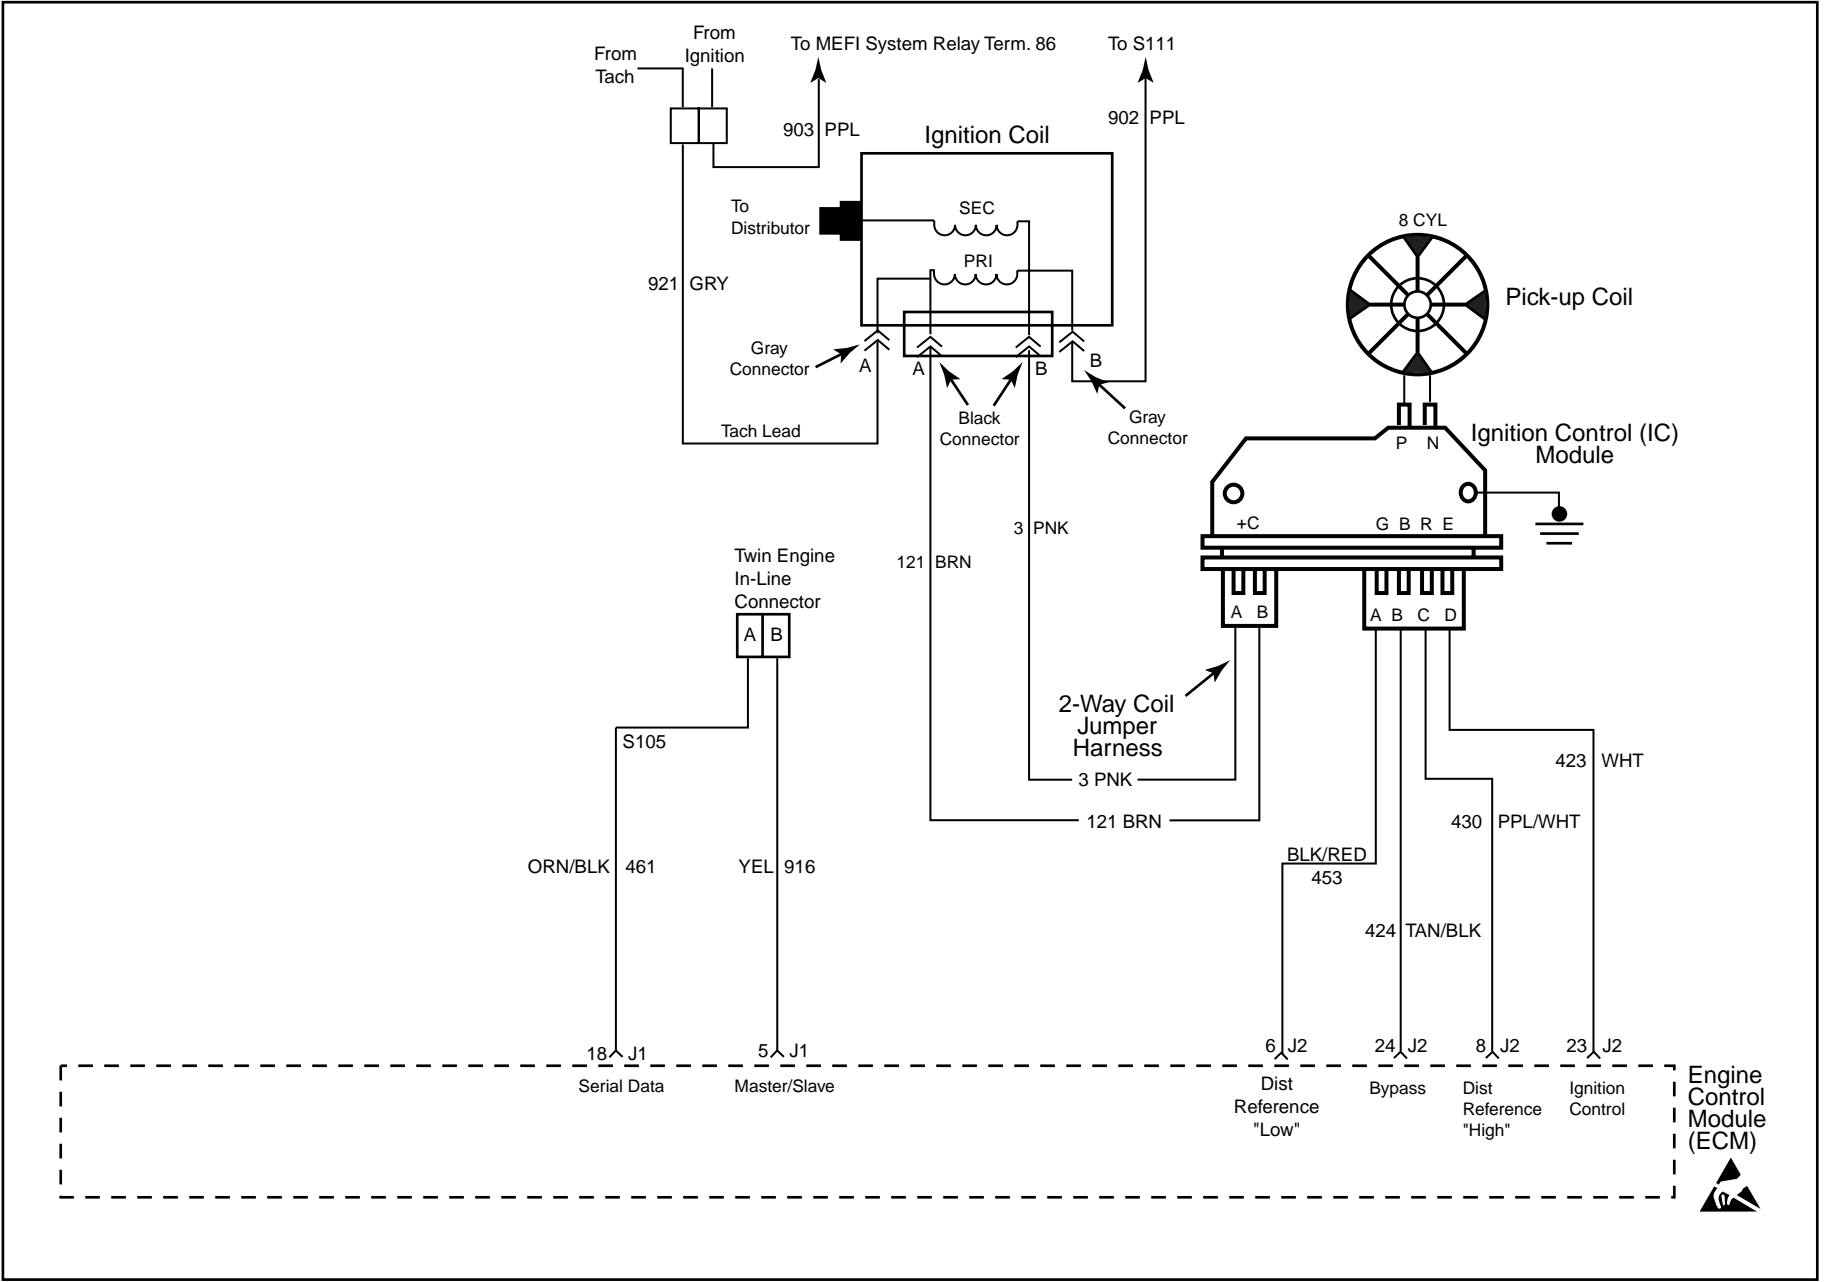 From
Tach
From
Ignition
To MEFI System Relay Term. 86
To S111
903 PPL
902 PPL
Ignition Coil
To
Distributor
SEC
PRI
8 CYL
Pick-up Coil
921 GRY
Gray
Connector
A
A
B
B
Black
Connector
Gray
Connector
Tach Lead
P N
Ignition Control (IC)
Module
+C
G B R E
3 PNK
121 BRN
Twin Engine
In-Line
Connector
A B
A B
A B C D
2-Way Coil
Jumper
Harness
S105
3 PNK
121 BRN
423 WHT
430 PPL/WHT
BLK/RED
453
ORN/BLK 461
YEL 916
424 TAN/BLK
18 J1
5 J1
6 J2
24 J2
8 J2
23 J2
Serial Data
Master/Slave
Dist
Reference
"Low"
Bypass
Dist
Reference
"High"
Ignition
Control
Engine
Control
Module
(ECM)